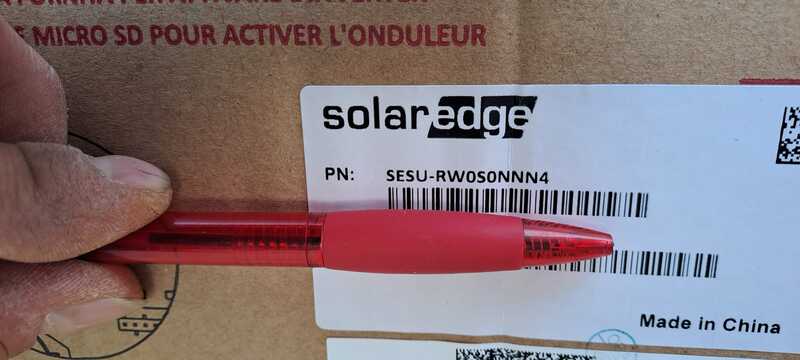 MICRO SD POUR ACTIVER L'ONDULEUR
solaredge
PN: SESU-RW0S0NNN4
Made in China